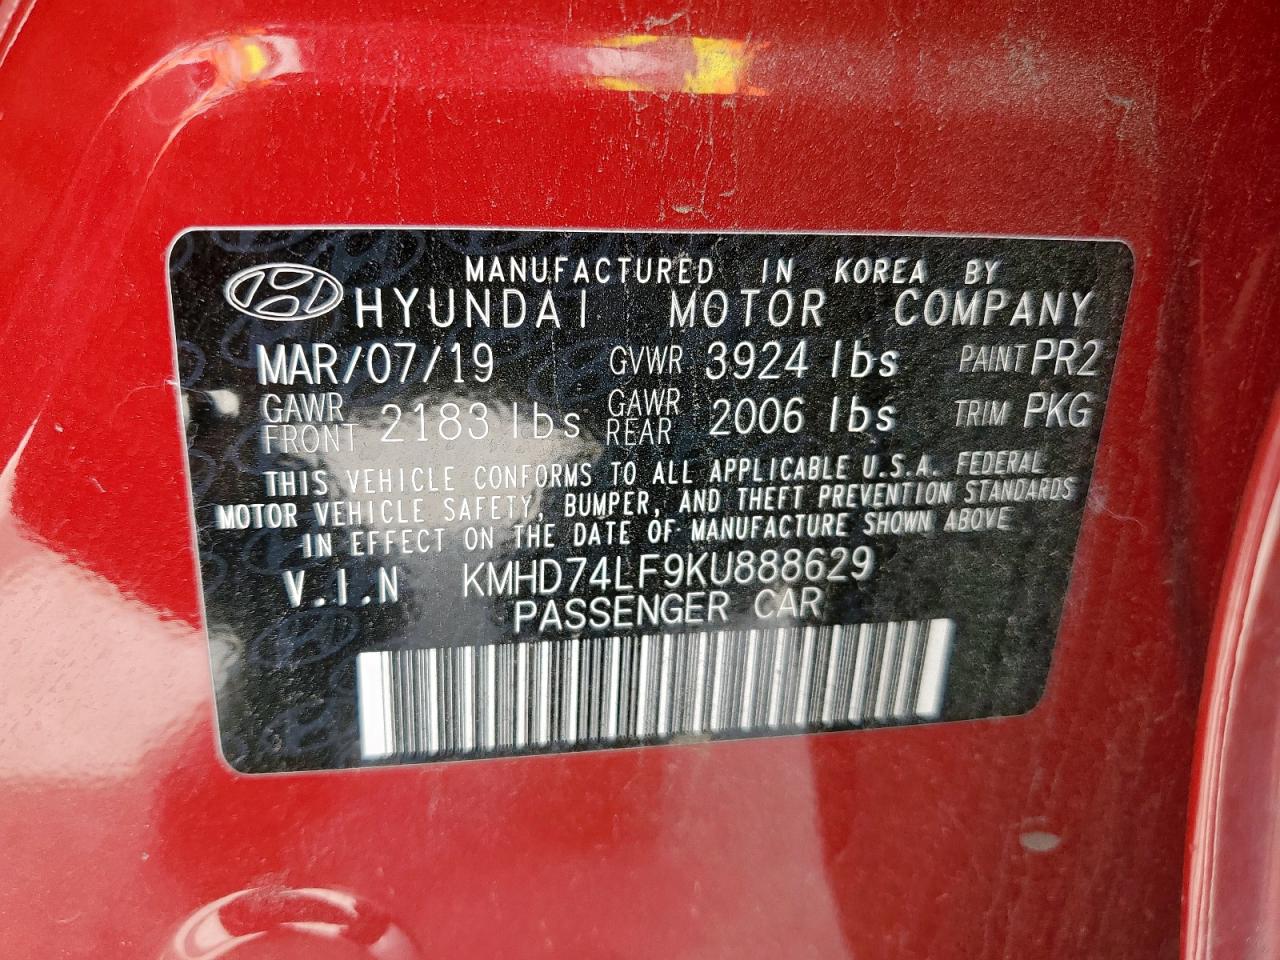 MANUFACTURED IN KOREA BY
HYUNDAI MOTOR COMPANY
MAR/07/19 GVWR 3924 lbs PAINT PR2
GAWR FRONT 2183 lbs GAWR REAR 2006 lbs TRIM PKG
THIS VEHICLE CONFORMS TO ALL APPLICABLE U.S.A. FEDERAL
MOTOR VEHICLE SAFETY, BUMPER, AND THEFT PREVENTION STANDARDS
IN EFFECT ON THE DATE OF MANUFACTURE SHOWN ABOVE
V.I.N KMHD74LF9KU888629
PASSENGER CAR